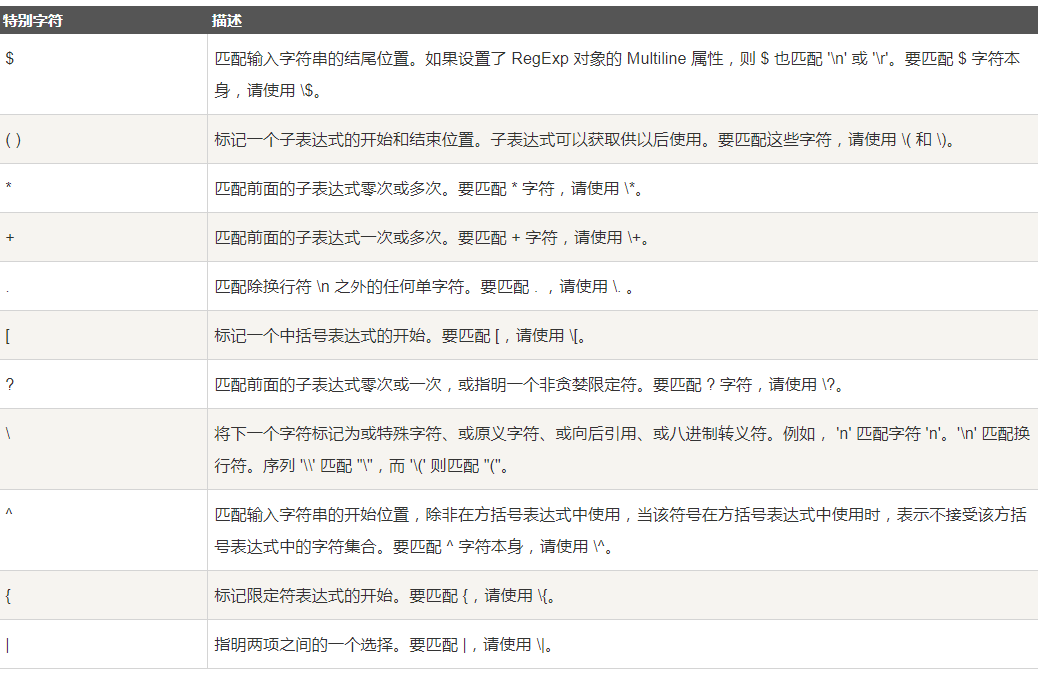 特别字符 描述
$ 匹配输入字符串的结尾位置。如果设置了 RegExp 对象的 Multiline 属性，则 $ 也匹配 '\n' 或 '\r'。要匹配 $ 字符本
身，请使用 \$。
( ) 标记一个子表达式的开始和结束位置。子表达式可以获取供以后使用。要匹配这些字符，请使用 \( 和 \)。
* 匹配前面的子表达式零次或多次。要匹配 * 字符，请使用 \*。
+ 匹配前面的子表达式一次或多次。要匹配 + 字符，请使用 \+。
. 匹配除换行符 \n 之外的任何单字符。要匹配 . ，请使用 \. 。
[ 标记一个中括号表达式的开始。要匹配 [，请使用 \[。
? 匹配前面的子表达式零次或一次，或指明一个非贪婪限定符。要匹配 ? 字符，请使用 \?。
\ 将下一个字符标记为或特殊字符、或原义字符、或向后引用、或八进制转义符。例如， 'n' 匹配字符 'n'。'\n' 匹配换
行符。序列 '\\' 匹配 "\"，而 '\(' 则匹配 "("。
^ 匹配输入字符串的开始位置，除非在方括号表达式中使用，当该符号在方括号表达式中使用时，表示不接受该方括
号表达式中的字符集合。要匹配 ^ 字符本身，请使用 \^。
{ 标记限定符表达式的开始。要匹配 {，请使用 \{。
| 指明两项之间的一个选择。要匹配 |，请使用 \|。